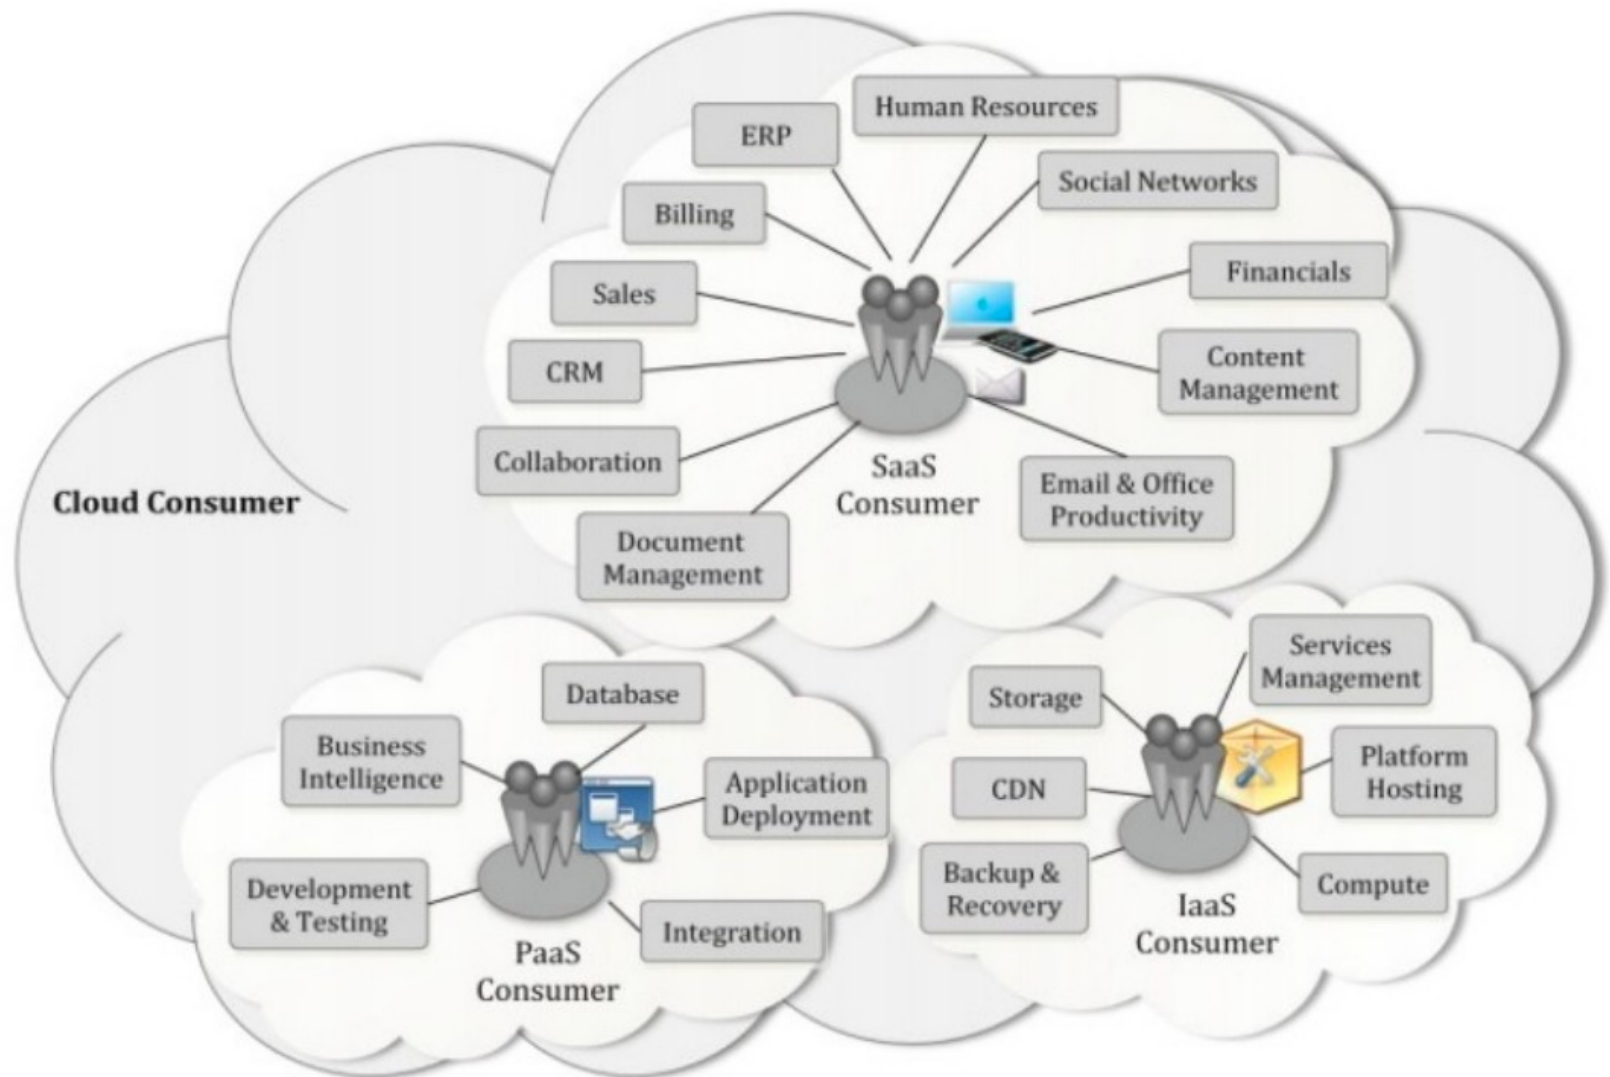 Human Resources
ERP
Social Networks
Billing
Financials
Sales
Content
Management
CRM
Collaboration
SaaS
Consumer
Email & Office
Productivity
Cloud Consumer
Document
Management
Services
Management
Database
Storage
Business
Intelligence
Platform
Hosting
Application
Deployment
CDN
Development
& Testing
Backup &
Recovery
Compute
IaaS
Consumer
Integration
PaaS
Consumer